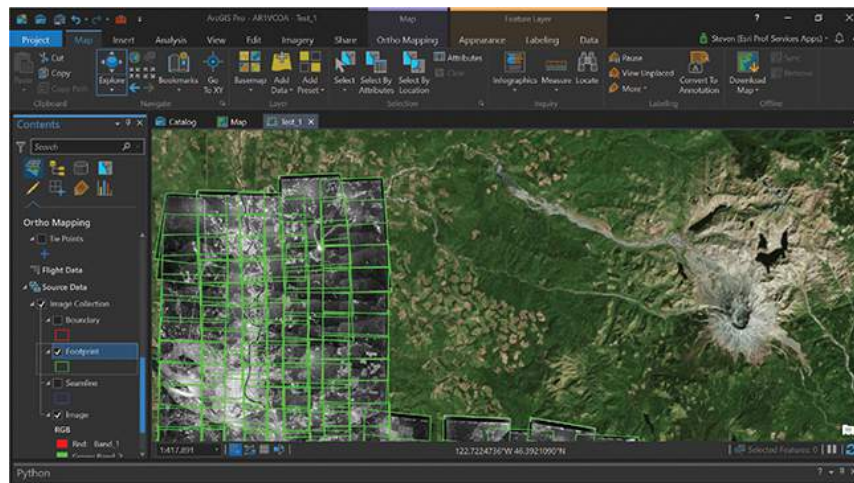 ArcGIS Pro - AR1VCOA - Test_1
Map
Feature Layer
?
Project Map Insert Analysis View Edit Imagery Share Ortho Mapping Appearance Labeling Data
Steven (Esri Prof Services Apps)
Paste
Cut
Copy
Copy Path
Explore
Bookmarks
Go To XY
Basemap
Add Data
Add Preset
Select
Select By Attributes
Select By Location
Attributes
Clear
Infographics
Measure
Locate
Pause
View Unplaced
More
Convert To Annotation
Download Map
Sync
Remove
Clipboard
Navigate
Layer
Selection
Inquiry
Labeling
Offline
Contents
Catalog
Map
Test_1
Search
Ortho Mapping
Tie Points
Flight Data
Source Data
Image Collection
Boundary
Footprint
Seamline
Image
RGB
Red: Band_1
Green: Band_2
1:417,891
122.7224736°W 46.3921090°N
Selected Features: 0
Python